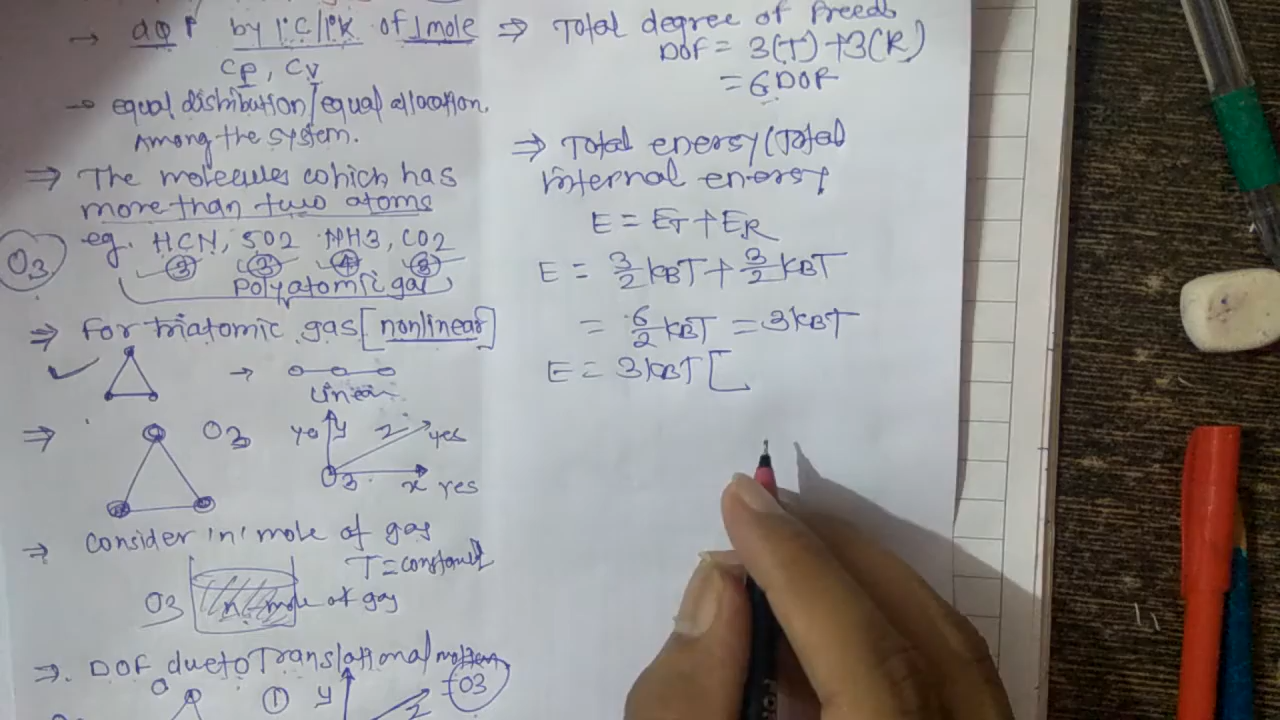 → ∂Q↑ by 1°C/1°K of 1mole
CP, CV
→ equal distribution/equal allocation.
Among the system.
⇒ The molecules which has
more than two atoms
eg. HCN, SO2 NH3, CO2
O3
3 3 4 3
polyatomic gas
⇒ for triatomic gas [nonlinear]
→ Linear
⇒ O3 yes y z yes
O3 x yes
⇒ consider 'n' mole of gas
T = constant
O3 n mole of gas
⇒. DOF due to Translational motion
① y z =O3
⇒ Total degree of freedo
DOF = 3(T) + 3(R)
= 6 DOF
⇒ Total energy (Total
internal energy
E = ET + ER
E = 3/2 KBT + 3/2 KBT
= 6/2 KBT = 3KBT
E = 3KBT [